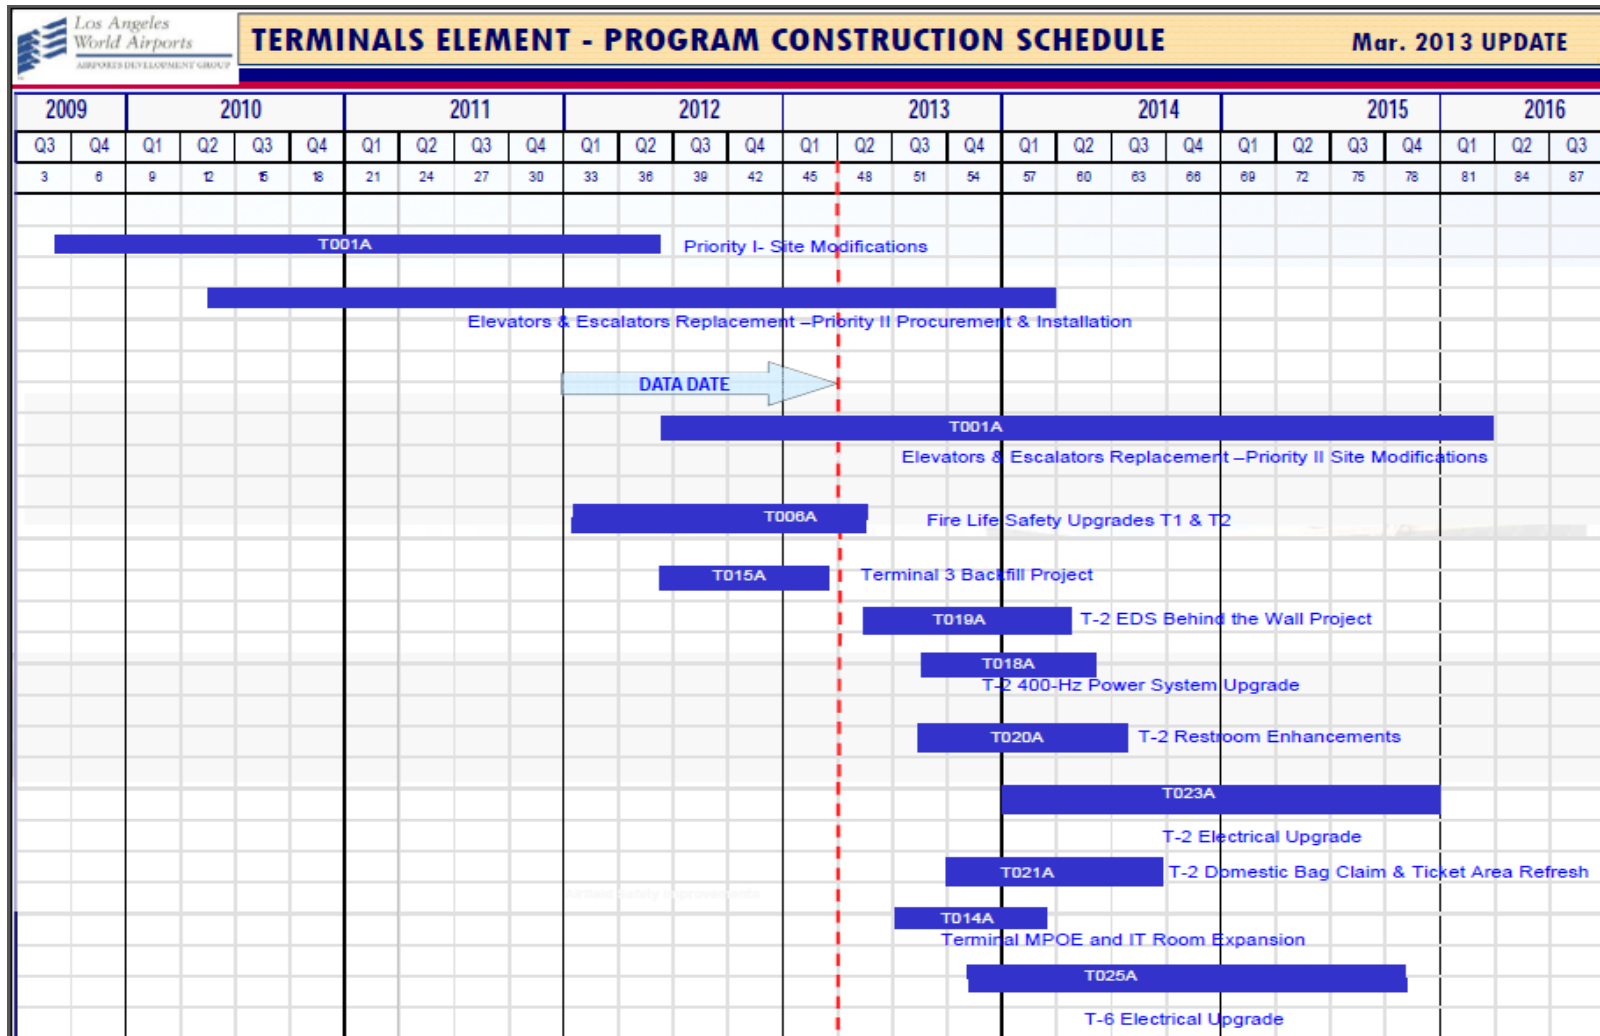 Los Angeles
World Airports
AIRPORTS DEVELOPMENT GROUP
TERMINALS ELEMENT - PROGRAM CONSTRUCTION SCHEDULE
Mar. 2013 UPDATE
2009 2010 2011 2012 2013 2014 2015 2016
Q3 Q4 Q1 Q2 Q3 Q4 Q1 Q2 Q3 Q4 Q1 Q2 Q3 Q4 Q1 Q2 Q3 Q4 Q1 Q2 Q3 Q4 Q1 Q2 Q3 Q4 Q1 Q2 Q3
3 6 9 12 15 18 21 24 27 30 33 36 39 42 45 48 51 54 57 60 63 66 69 72 75 78 81 84 87
T001A Priority I- Site Modifications
Elevators & Escalators Replacement –Priority II Procurement & Installation
DATA DATE
T001A
Elevators & Escalators Replacement –Priority II Site Modifications
T006A Fire Life Safety Upgrades T1 & T2
T015A Terminal 3 Backfill Project
T019A T-2 EDS Behind the Wall Project
T018A
T-2 400-Hz Power System Upgrade
T020A T-2 Restroom Enhancements
T023A
T-2 Electrical Upgrade
T021A T-2 Domestic Bag Claim & Ticket Area Refresh
T014A
Terminal MPOE and IT Room Expansion
T025A
T-6 Electrical Upgrade